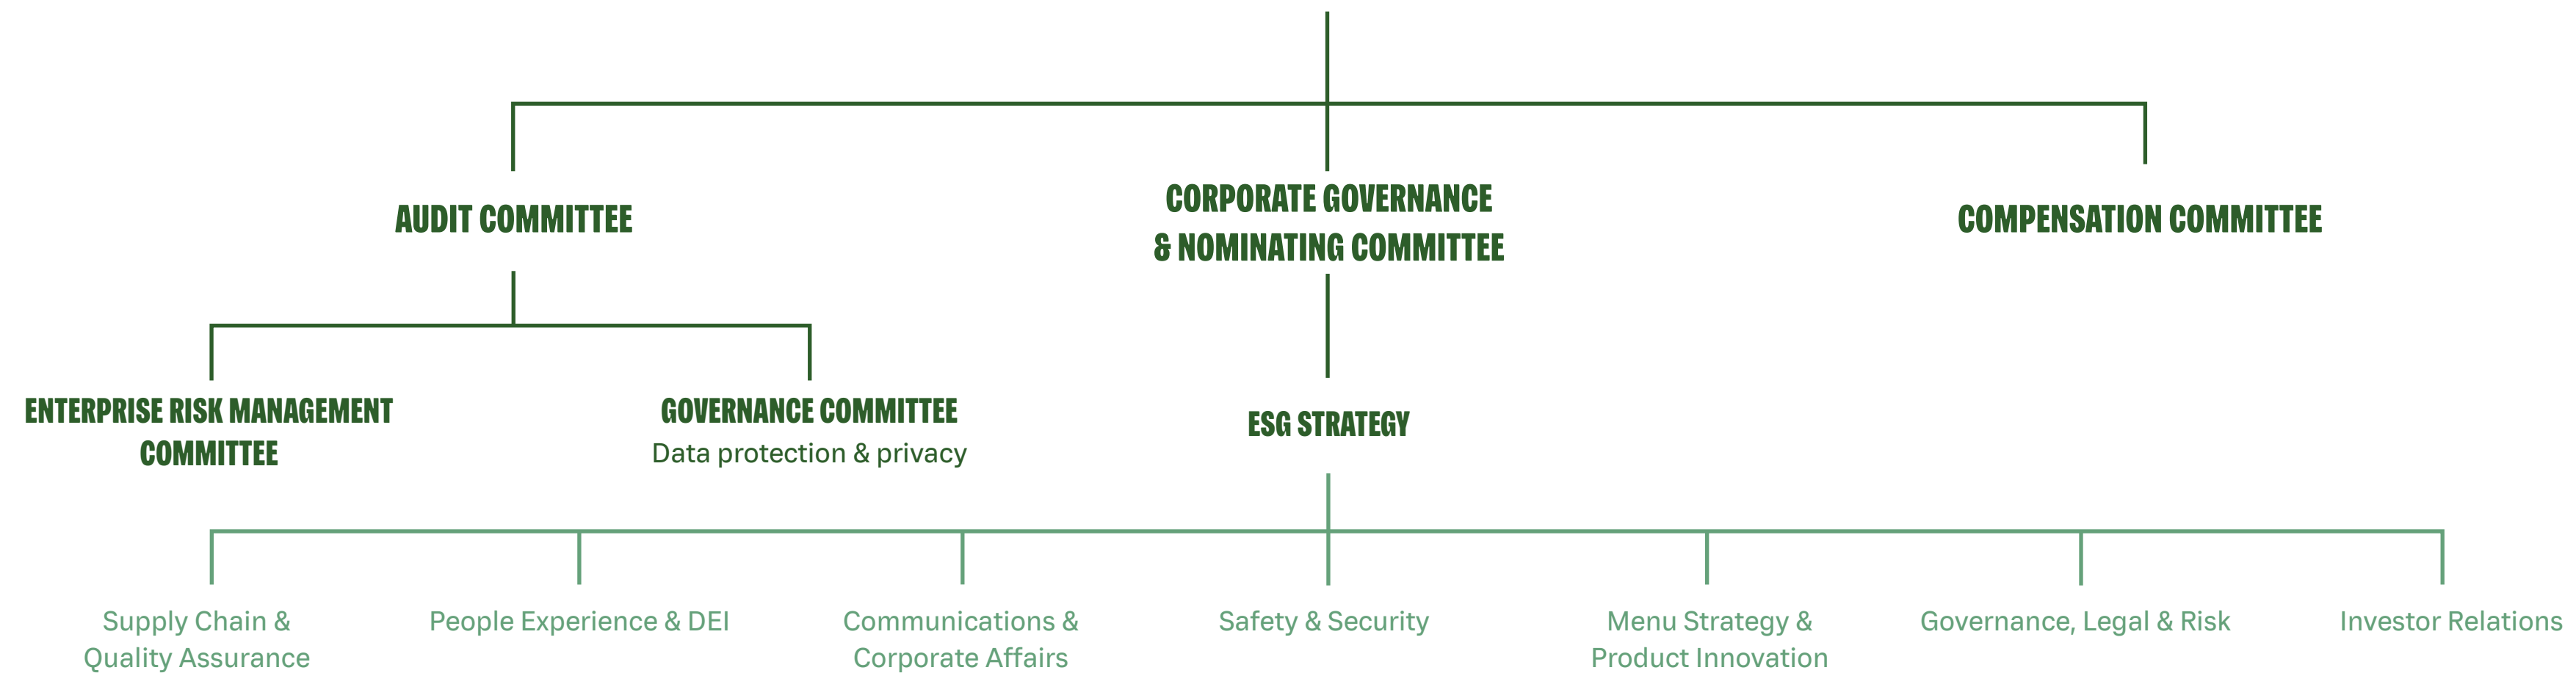 AUDIT COMMITTEE
CORPORATE GOVERNANCE
& NOMINATING COMMITTEE
COMPENSATION COMMITTEE
ENTERPRISE RISK MANAGEMENT
COMMITTEE
GOVERNANCE COMMITTEE
Data protection & privacy
ESG STRATEGY
Supply Chain &
Quality Assurance
People Experience & DEI
Communications &
Corporate Affairs
Safety & Security
Menu Strategy &
Product Innovation
Governance, Legal & Risk
Investor Relations